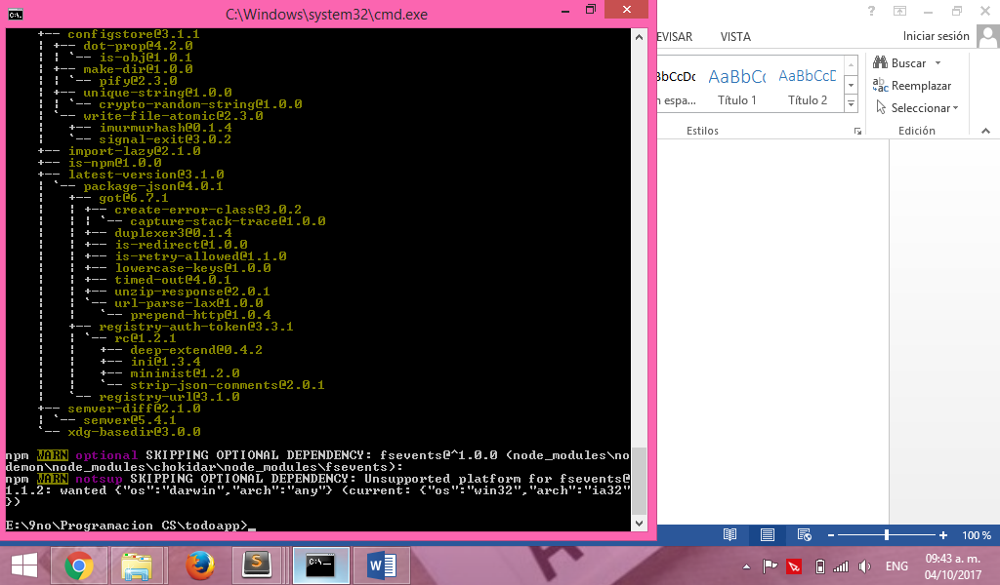 C:\Windows\system32\cmd.exe
+-- configstore@3.1.1
| +-- dot-prop@4.2.0
| | `-- is-obj@1.0.1
| +-- make-dir@1.0.0
| | `-- pify@2.3.0
| +-- unique-string@1.0.0
| | `-- crypto-random-string@1.0.0
| `-- write-file-atomic@2.3.0
|   +-- imurmurhash@0.1.4
|   `-- signal-exit@3.0.2
+-- import-lazy@2.1.0
+-- is-npm@1.0.0
+-- latest-version@3.1.0
| `-- package-json@4.0.1
|   +-- got@6.7.1
|   | +-- create-error-class@3.0.2
|   | | `-- capture-stack-trace@1.0.0
|   | +-- duplexer3@0.1.4
|   | +-- is-redirect@1.0.0
|   | +-- is-retry-allowed@1.1.0
|   | +-- lowercase-keys@1.0.0
|   | +-- timed-out@4.0.1
|   | +-- unzip-response@2.0.1
|   | `-- url-parse-lax@1.0.0
|   |   `-- prepend-http@1.0.4
|   +-- registry-auth-token@3.3.1
|   | `-- rc@1.2.1
|   |   +-- deep-extend@0.4.2
|   |   +-- ini@1.3.4
|   |   +-- minimist@1.2.0
|   |   `-- strip-json-comments@2.0.1
|   `-- registry-url@3.1.0
+-- semver-diff@2.1.0
| `-- semver@5.4.1
`-- xdg-basedir@3.0.0
npm WARN optional SKIPPING OPTIONAL DEPENDENCY: fsevents@^1.0.0 (node_modules\no
demon\node_modules\chokidar\node_modules\fsevents):
npm WARN notsup SKIPPING OPTIONAL DEPENDENCY: Unsupported platform for fsevents@
1.1.2: wanted {"os":"darwin","arch":"any"} (current: {"os":"win32","arch":"ia32"
})
E:\9no\Programacion CS\todoapp>_
EVISAR VISTA
Iniciar sesión
Buscar
Reemplazar
Seleccionar
Edición
AaBbCc AaBbCcD
n espa... Título 1 Título 2
Estilos
100 %
ENG
09:43 a. m.
04/10/2017